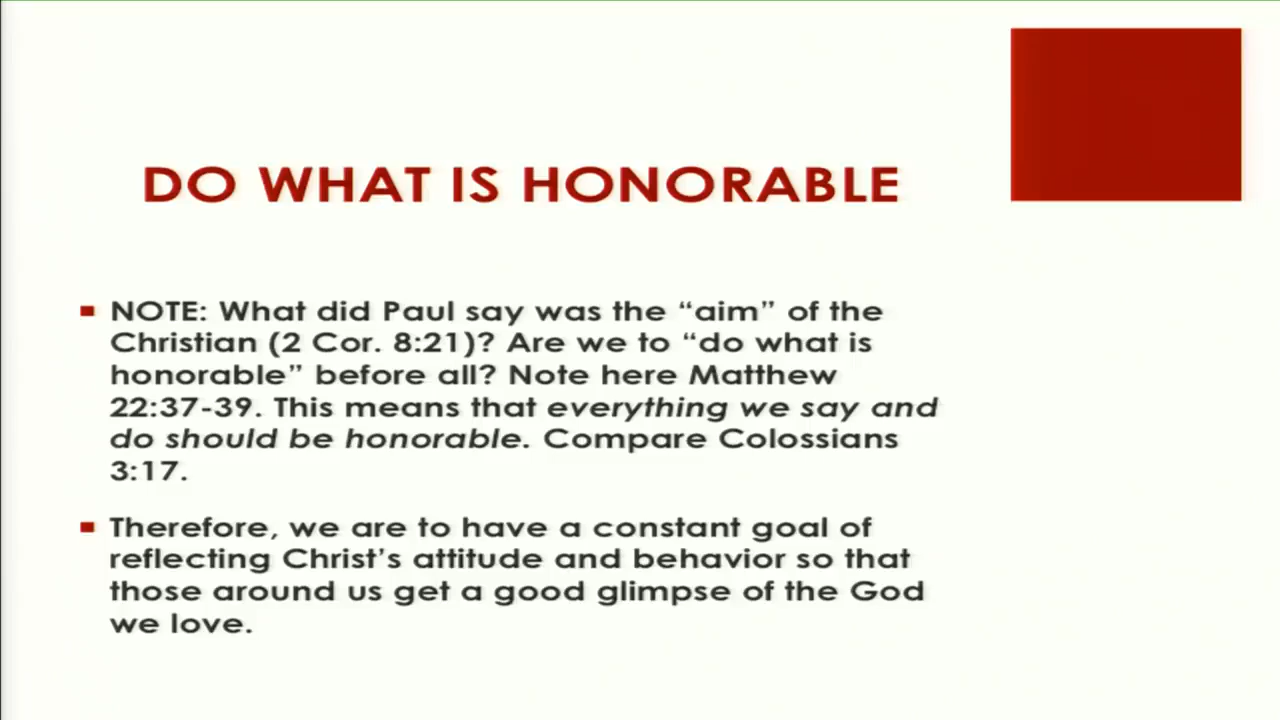 DO WHAT IS HONORABLE
NOTE: What did Paul say was the “aim” of the
Christian (2 Cor. 8:21)? Are we to “do what is
honorable” before all? Note here Matthew
22:37-39. This means that everything we say and
do should be honorable. Compare Colossians
3:17.
Therefore, we are to have a constant goal of
reflecting Christ’s attitude and behavior so that
those around us get a good glimpse of the God
we love.